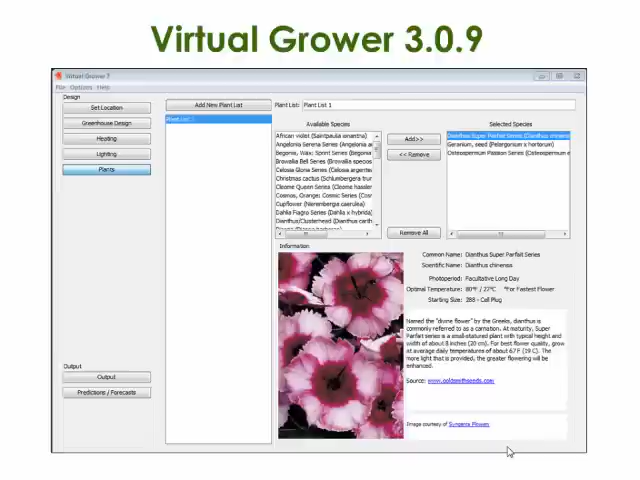 Virtual Grower 3.0.9
Virtual Grower 3
File Options Help
Design
Set Location
Greenhouse Design
Heating
Lighting
Plants
Output
Output
Predictions / Forecasts
Add New Plant List
Plant List 1
Plant List: Plant List 1
Available Species
African violet (Saintpaulia ionantha)
Angelonia Serena Series (Angelonia a
Begonia, Wax: Sprint Series (Begonia
Browalia Bell Series (Browalia specios
Celosia Gloria Series (Celosia argentea
Christmas cactus (Schlumbergera trun
Cleome Queen Series (Cleome hassler
Cosmos, Orange: Cosmic Series (Cosm
Cupflower (Nierembergia caerulea)
Dahlia Figaro Series (Dahlia x hybrida)
Dianthus/Clusterhead (Dianthus carth
Add>>
<< Remove
Remove All
Selected Species
Dianthus Super Parfait Series (Dianthus chinens
Geranium, seed (Pelargonium x hortorum)
Osteospermum Passion Series (Osteospermum e
Information
Common Name: Dianthus Super Parfait Series
Scientific Name: Dianthus chinensis
Photoperiod: Facultative Long Day
Optimal Temperature: 80°F / 27°C *For Fastest Flower
Starting Size: 288 - Cell Plug
Named the "divine flower" by the Greeks, dianthus is
commonly referred to as a carnation. At maturity, Super
Parfait series is a small-statured plant with typical height and
width of about 8 inches (20 cm). For best flower quality, grow
at average daily temperatures of about 67 F (19 C). The
more light that is provided, the greater flowering will be
enhanced.
Source: www.goldsmithseeds.com
Image courtesy of Syngenta Flowers